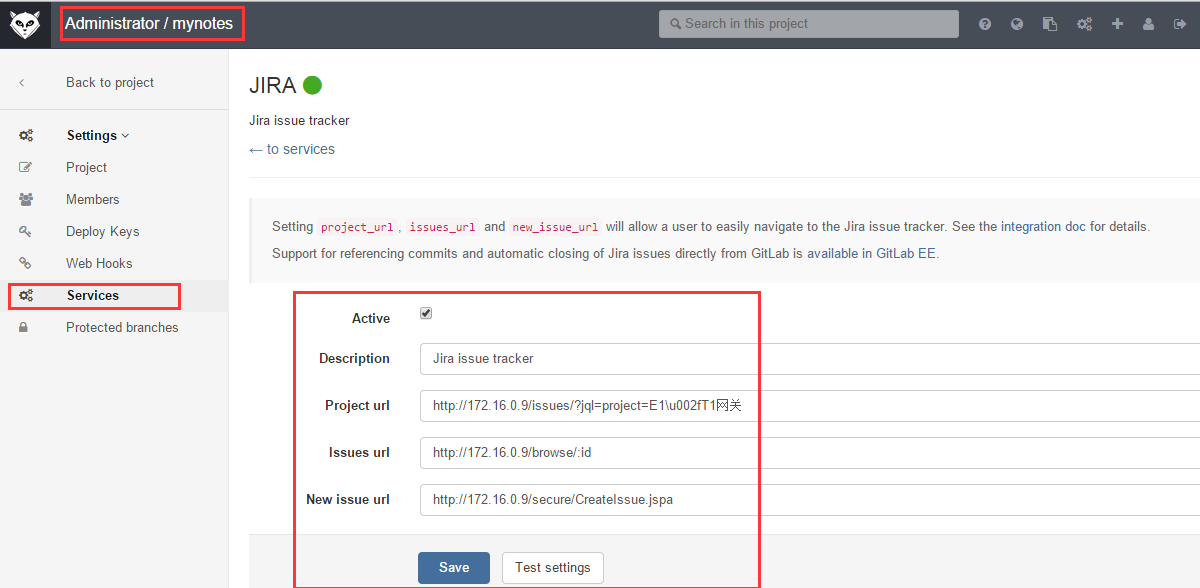 Administrator / mynotes
Search in this project
Back to project
Settings
Project
Members
Deploy Keys
Web Hooks
Services
Protected branches
JIRA
Jira issue tracker
← to services
Setting project_url, issues_url and new_issue_url will allow a user to easily navigate to the Jira issue tracker. See the integration doc for details.
Support for referencing commits and automatic closing of Jira issues directly from GitLab is available in GitLab EE.
Active
Description Jira issue tracker
Project url http://172.16.0.9/issues/?jql=project=E1\u002fT1网关
Issues url http://172.16.0.9/browse/:id
New issue url http://172.16.0.9/secure/CreateIssue.jspa
Save Test settings